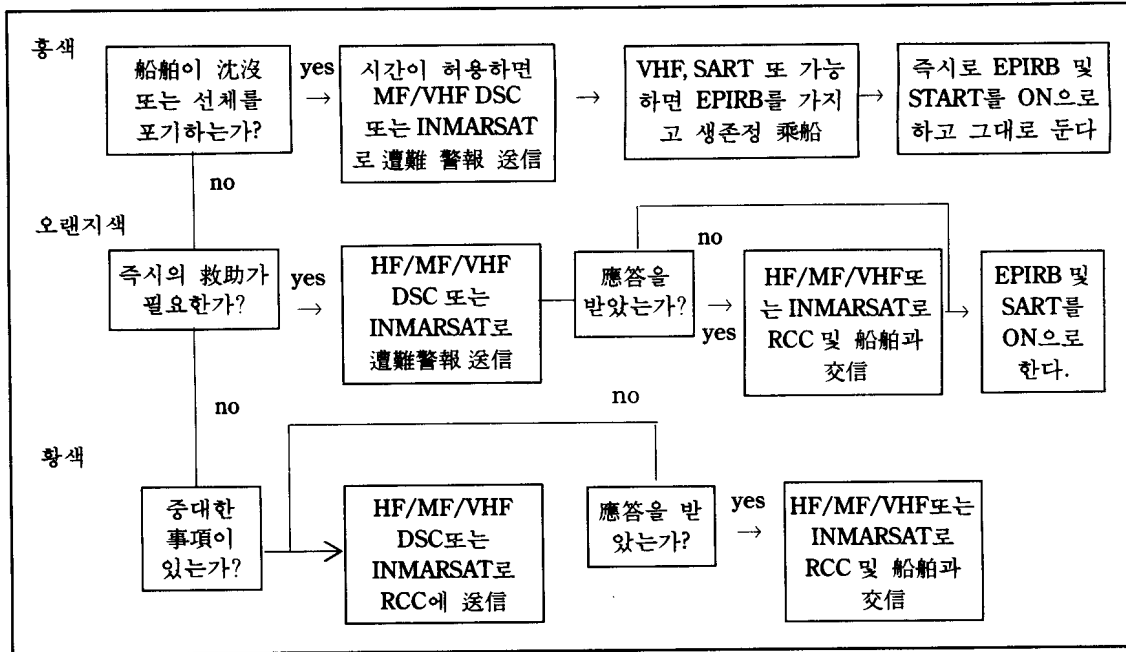 홍색
船舶이 沈沒
또는 선체를
포기하는가?
yes
→
시간이 허용하면
MF/VHF DSC
또는 INMARSAT
로 遭難 警報 送信
→
VHF, SART 또 가능
하면 EPIRB를 가지
고 생존정 乘船
→
즉시로 EPIRB 및
START를 ON으로
하고 그대로 둔다
no
오랜지색
즉시의 救助가
필요한가?
yes
→
HF/MF/VHF
DSC 또는
INMARSAT로
遭難警報 送信
應答을
받았는가?
no
→
yes
HF/MF/VHF또
는 INMARSAT로
RCC 및 船舶과
交信
→
EPIRB 및
SART를
ON으로
한다.
no
no
황색
중대한
事項이
있는가?
HF/MF/VHF
DSC또는
INMARSAT로
RCC에 送信
應答을 받
았는가?
yes
→
HF/MF/VHF또는
INMARSAT로
RCC 및 船舶과
交信